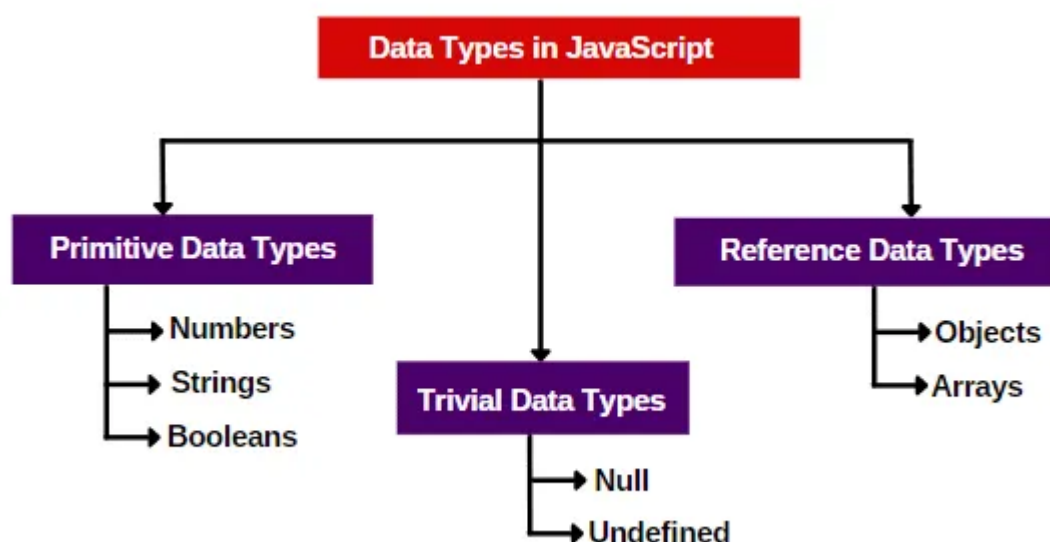 Data Types in JavaScript
Primitive Data Types
Numbers
Strings
Booleans
Trivial Data Types
Null
Undefined
Reference Data Types
Objects
Arrays